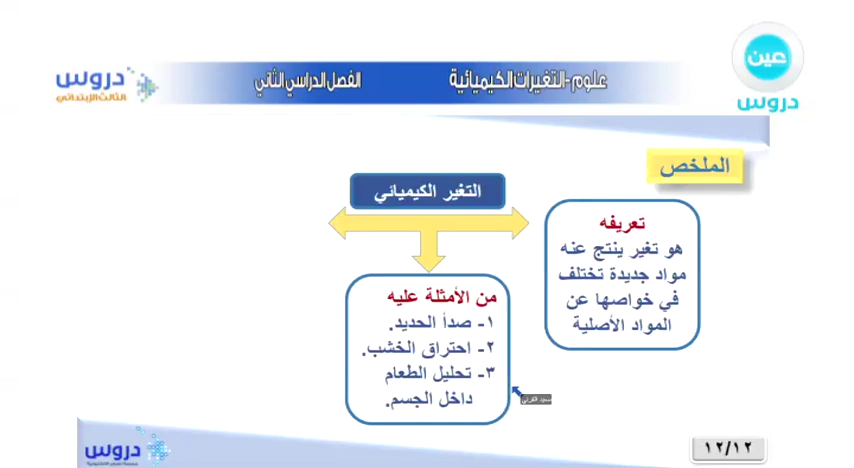 عين
دروس
علوم-التغيرات الكيميائية
الفصل الدراسي الثاني
دروس
الثالث الإبتدائي
الملخص
التغير الكيميائي
تعريفه
هو تغير ينتج عنه
مواد جديدة تختلف
في خواصها عن
المواد الأصلية
من الأمثلة عليه
١- صدأ الحديد.
٢- احتراق الخشب.
٣- تحليل الطعام
داخل الجسم.
دروس
١٢/١٢